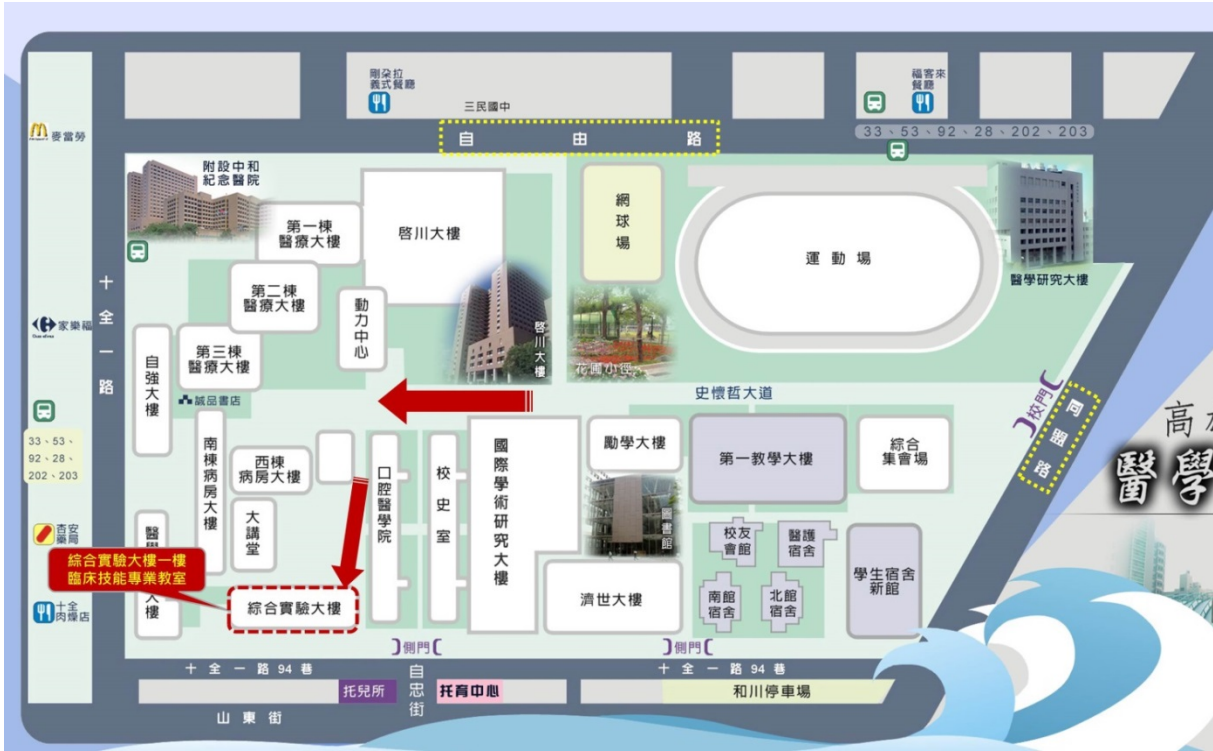 剛朵拉
義式餐廳
三民國中
福客來
餐廳
自由路
33、53、92、28、202、203
麥當勞
附設中和
紀念醫院
第一棟
醫療大樓
啓川大樓
網球場
運動場
醫學研究大樓
十全一路
第二棟
醫療大樓
動力中心
啓川大樓
花圃小徑
家樂福
自強大樓
第三棟
醫療大樓
誠品書店
史懷哲大道
校門
同盟路
33、53、
92、28、
202、203
南棟病房大樓
西棟
病房大樓
口腔醫學院
校史室
國際學術研究大樓
勵學大樓
圖書館
第一教學大樓
綜合
集會場
高
醫學
杏安
藥局
大講堂
校友
會館
醫護
宿舍
學生宿舍
新館
綜合實驗大樓一樓
臨床技能專業教室
醫學
大樓
十全
肉燥店
綜合實驗大樓
濟世大樓
南館
宿舍
北館
宿舍
側門
側門
十全一路94巷
自忠街
十全一路94巷
托兒所
托育中心
和川停車場
山東街